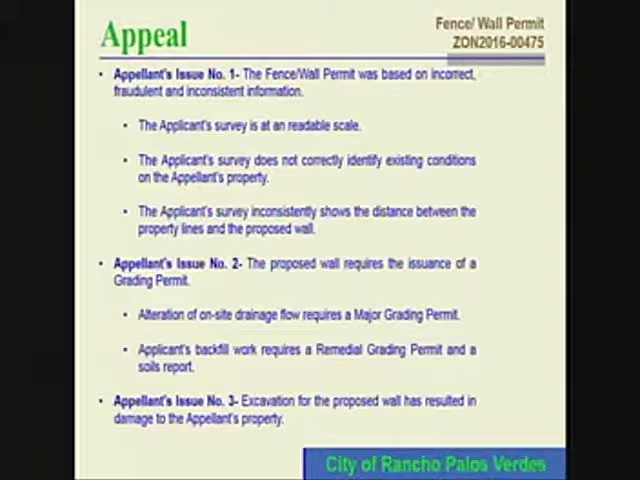 Appeal
Fence/ Wall Permit
ZON2016-00475
• Appellant's Issue No. 1- The Fence/Wall Permit was based on incorrect,
fraudulent and inconsistent information.
• The Applicant's survey is at an readable scale.
• The Applicant's survey does not correctly identify existing conditions
on the Appellant's property.
• The Applicant's survey inconsistently shows the distance between the
property lines and the proposed wall.
• Appellant's Issue No. 2- The proposed wall requires the issuance of a
Grading Permit.
• Alteration of on-site drainage flow requires a Major Grading Permit.
• Applicant's backfill work requires a Remedial Grading Permit and a
soils report.
• Appellant's Issue No. 3- Excavation for the proposed wall has resulted in
damage to the Appellant's property.
City of Rancho Palos Verdes